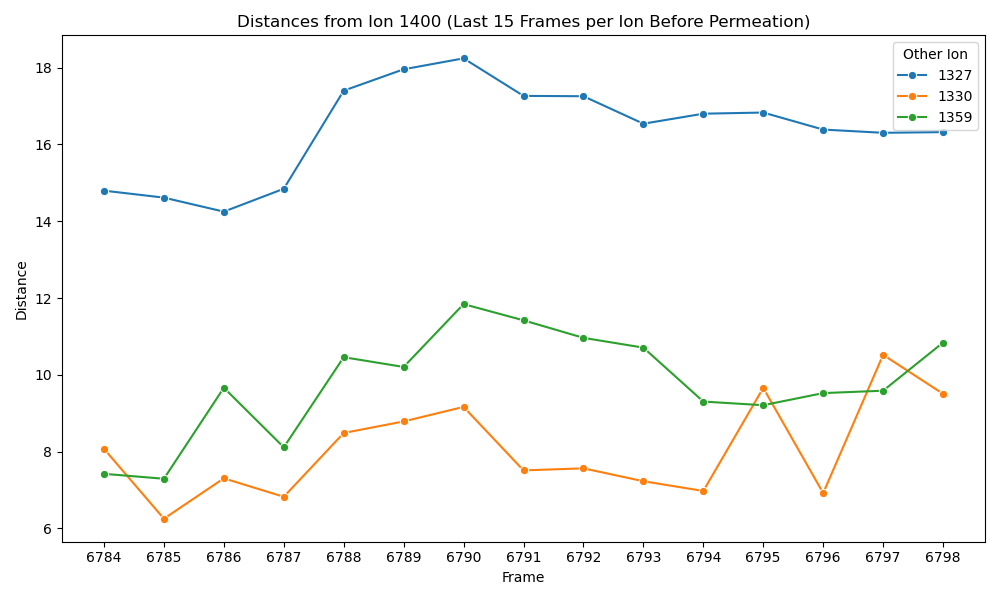 Distances from Ion 1400 (Last 15 Frames per Ion Before Permeation)
Other Ion
1327
1330
1359
Distance
18
16
14
12
10
8
6
6784 6785 6786 6787 6788 6789 6790 6791 6792 6793 6794 6795 6796 6797 6798
Frame